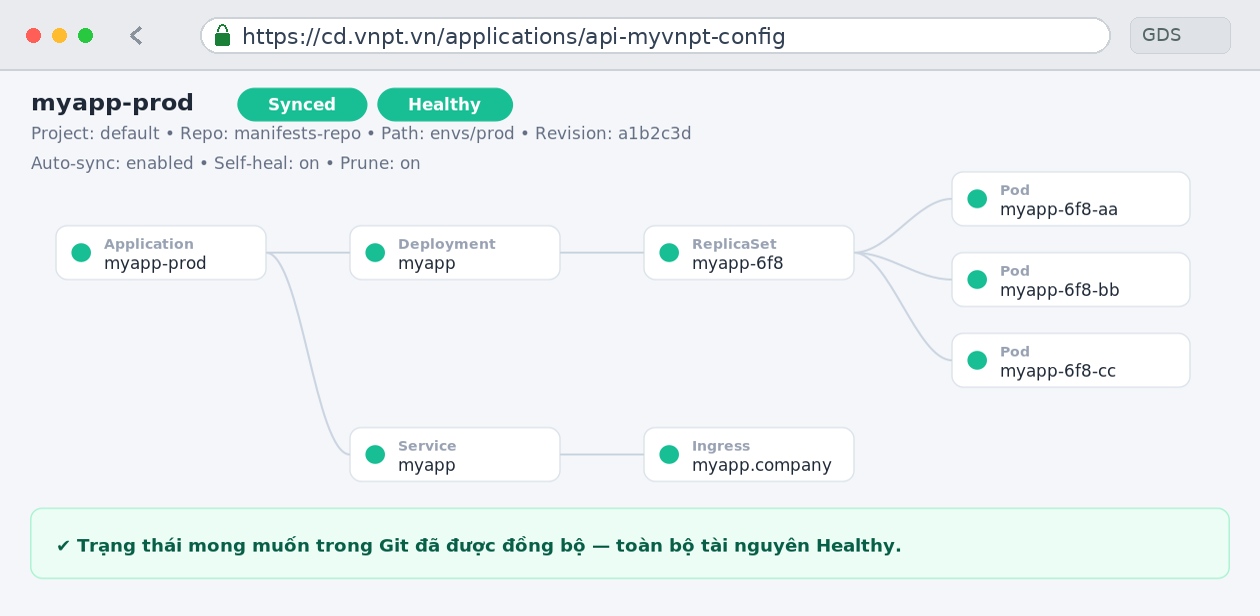 https://cd.vnpt.vn/applications/api-myvnpt-config
GDS
myapp-prod
Synced
Healthy
Project: default • Repo: manifests-repo • Path: envs/prod • Revision: a1b2c3d
Auto-sync: enabled • Self-heal: on • Prune: on
Application
myapp-prod
Deployment
myapp
ReplicaSet
myapp-6f8
Pod
myapp-6f8-aa
Pod
myapp-6f8-bb
Pod
myapp-6f8-cc
Service
myapp
Ingress
myapp.company
✔ Trạng thái mong muốn trong Git đã được đồng bộ — toàn bộ tài nguyên Healthy.